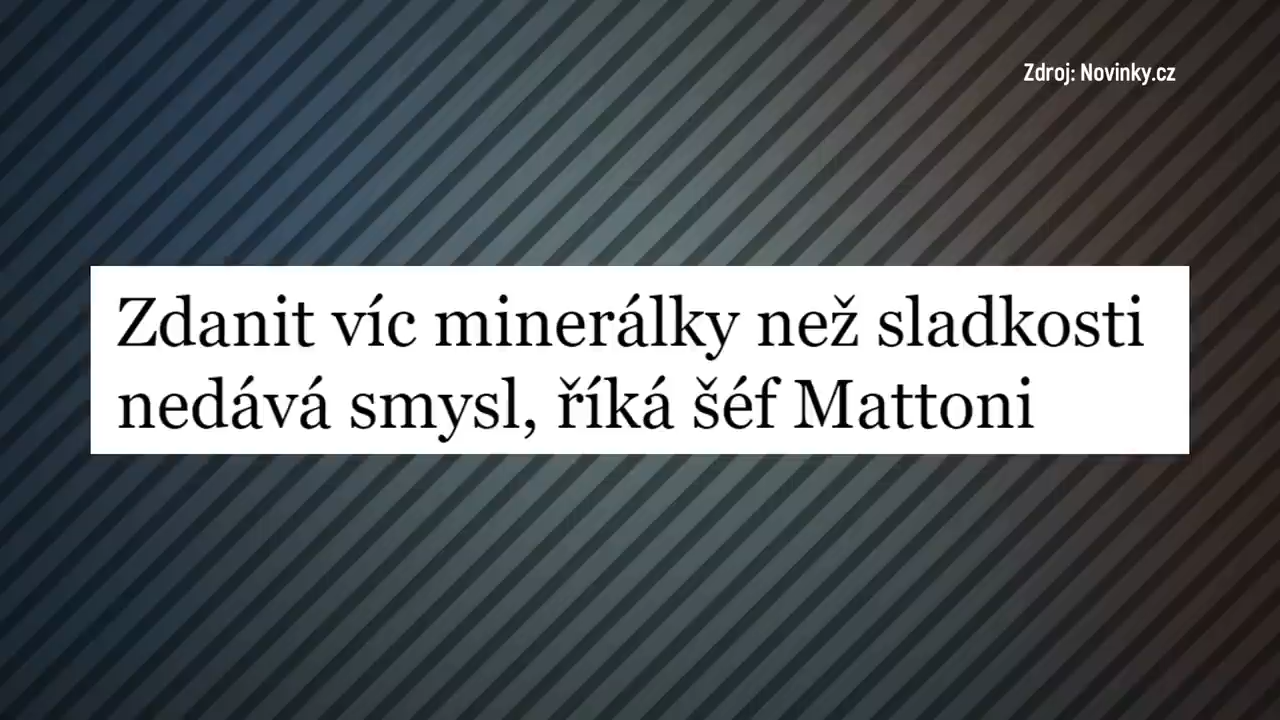 Zdroj: Novinky.cz
Zdanit víc minerálky než sladkosti
nedává smysl, říká šéf Mattoni